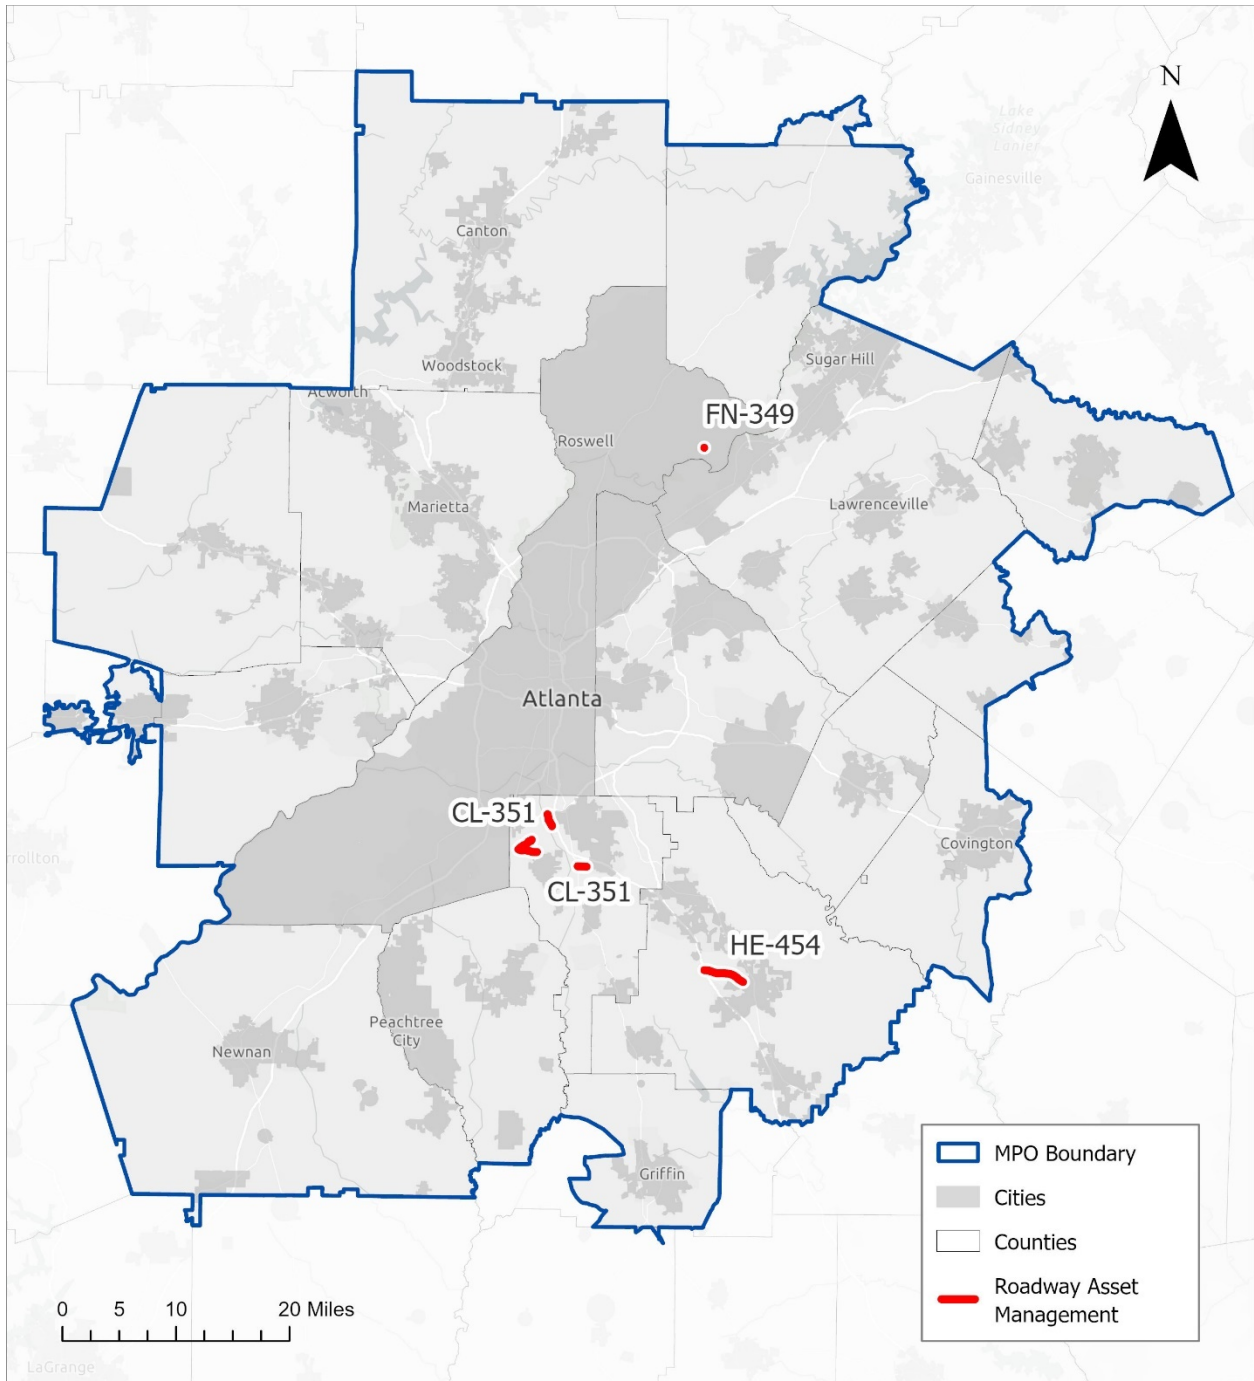 N
Lake
Sidney
Lanier
Gainesville
Canton
Woodstock
Sugar Hill
Acworth
FN-349
Roswell
Marietta
Lawrenceville
Atlanta
CL-351
rrollton
Covington
CL-351
HE-454
Peachtree
City
Newnan
Griffin
MPO Boundary
Cities
Counties
Roadway Asset
Management
0 5 10 20 Miles
LaGrange